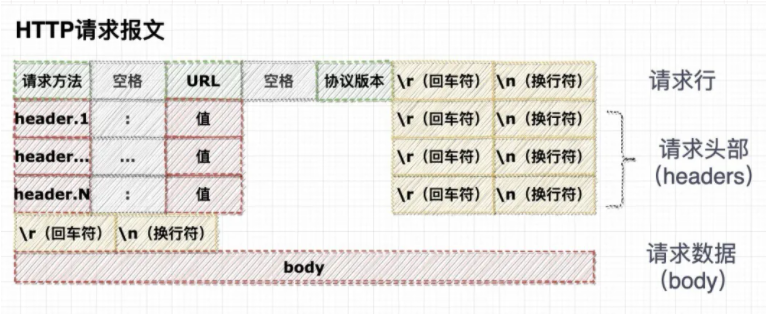 HTTP请求报文
请求方法 空格 URL 空格 协议版本 \r（回车符） \n（换行符） 请求行
header.1 : 值 \r（回车符） \n（换行符）
header... ... 值 \r（回车符） \n（换行符） 请求头部
（headers）
header.N : 值 \r（回车符） \n（换行符）
\r（回车符） \n（换行符）
请求数据
（body）
body